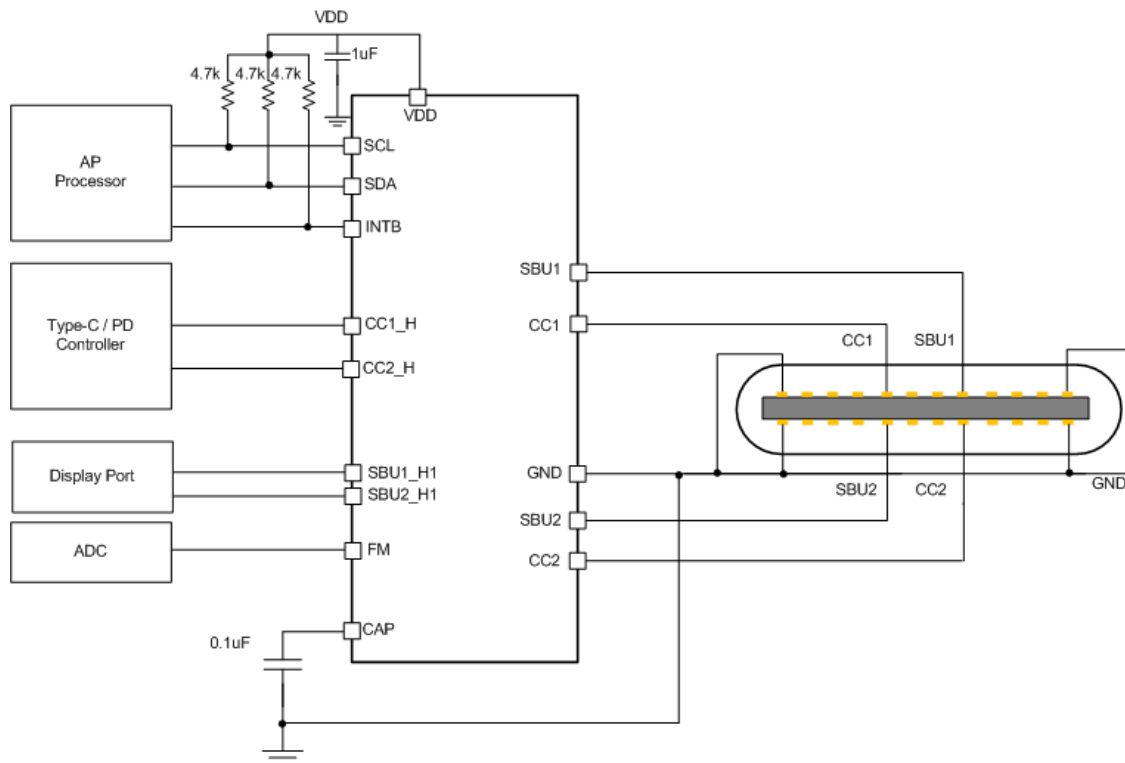 VDD
1uF
4.7k 4.7k 4.7k
VDD
AP
Processor
SCL
SDA
INTB
SBU1
Type-C / PD
Controller
CC1_H
CC2_H
CC1
CC1
SBU1
Display Port
SBU1_H1
SBU2_H1
GND
SBU2
CC2
GND
ADC
FM
SBU2
CC2
CAP
0.1uF